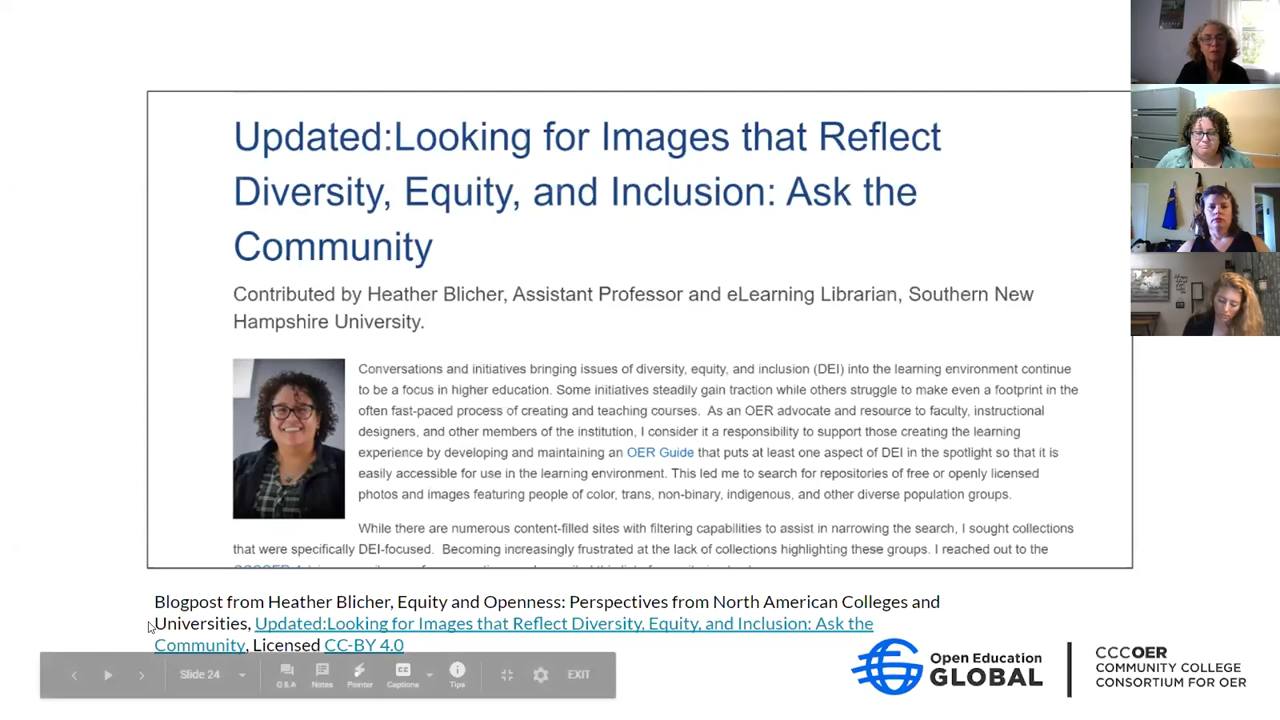 Updated:Looking for Images that Reflect
Diversity, Equity, and Inclusion: Ask the
Community
Contributed by Heather Blicher, Assistant Professor and eLearning Librarian, Southern New
Hampshire University.
Conversations and initiatives bringing issues of diversity, equity, and inclusion (DEI) into the learning environment continue
to be a focus in higher education. Some initiatives steadily gain traction while others struggle to make even a footprint in the
often fast-paced process of creating and teaching courses. As an OER advocate and resource to faculty, instructional
designers, and other members of the institution, I consider it a responsibility to support those creating the learning
experience by developing and maintaining an OER Guide that puts at least one aspect of DEI in the spotlight so that it is
easily accessible for use in the learning environment. This led me to search for repositories of free or openly licensed
photos and images featuring people of color, trans, non-binary, indigenous, and other diverse population groups.
While there are numerous content-filled sites with filtering capabilities to assist in narrowing the search, I sought collections
that were specifically DEI-focused. Becoming increasingly frustrated at the lack of collections highlighting these groups. I reached out to the
Blogpost from Heather Blicher, Equity and Openness: Perspectives from North American Colleges and
Universities, Updated:Looking for Images that Reflect Diversity, Equity, and Inclusion: Ask the
Community, Licensed CC-BY 4.0
Slide 24
Q & A
Notes
Pointer
Captions
Tips
EXIT
Open Education
GLOBAL
CCCOER
COMMUNITY COLLEGE
CONSORTIUM FOR OER